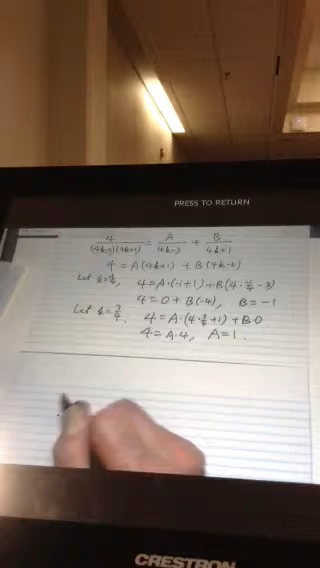 PRESS TO RETURN
4/((4k-3)(4k+1)) = A/(4k-3) + B/(4k+1)
4 = A(4k+1) + B(4k-3)
Let k=-1/4, 4=A·(-1+1)+B(4·-1/4-3)
4=0+B(-4), B=-1
Let k=3/4, 4=A·(4·3/4+1)+B·0
4=A·4, A=1.
CRESTRON